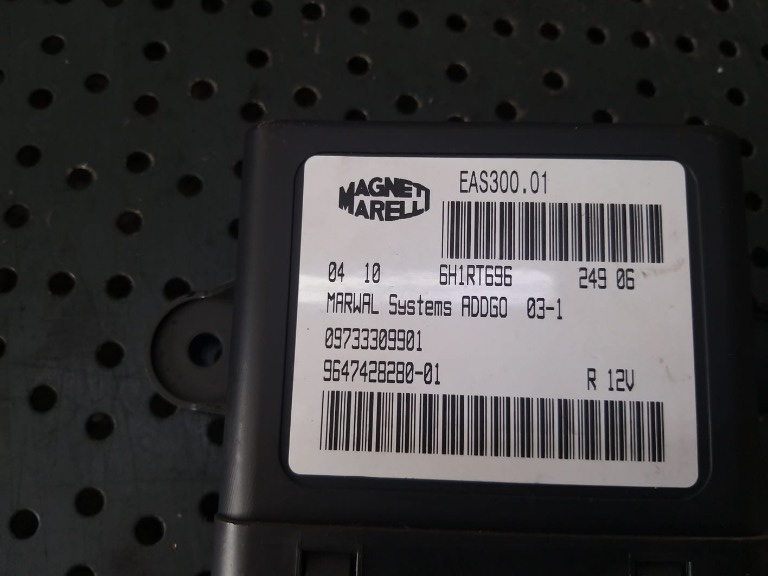 MAGNETI MARELLI
EAS300.01
04 10 6H1RT696 249 06
MARWAL Systems ADDGO 03-1
09733309901
9647428280-01 R 12V